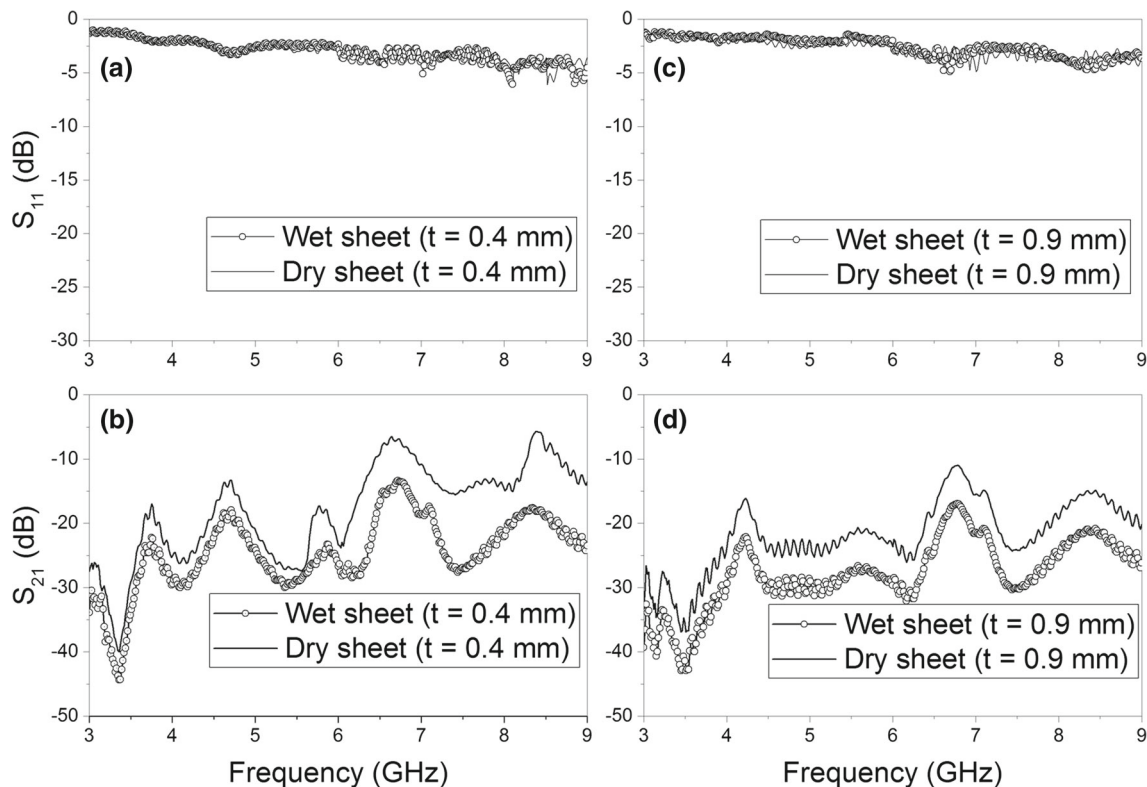 0
-5
-10
-15
-20
-25
-30
S11 (dB)
(a)
Wet sheet (t = 0.4 mm)
Dry sheet (t = 0.4 mm)
3 4 5 6 7 8 9
0
-5
-10
-15
-20
-25
-30
(c)
Wet sheet (t = 0.9 mm)
Dry sheet (t = 0.9 mm)
3 4 5 6 7 8 9
0
-10
-20
-30
-40
-50
S21 (dB)
(b)
Wet sheet (t = 0.4 mm)
Dry sheet (t = 0.4 mm)
3 4 5 6 7 8 9
Frequency (GHz)
0
-10
-20
-30
-40
-50
(d)
Wet sheet (t = 0.9 mm)
Dry sheet (t = 0.9 mm)
3 4 5 6 7 8 9
Frequency (GHz)